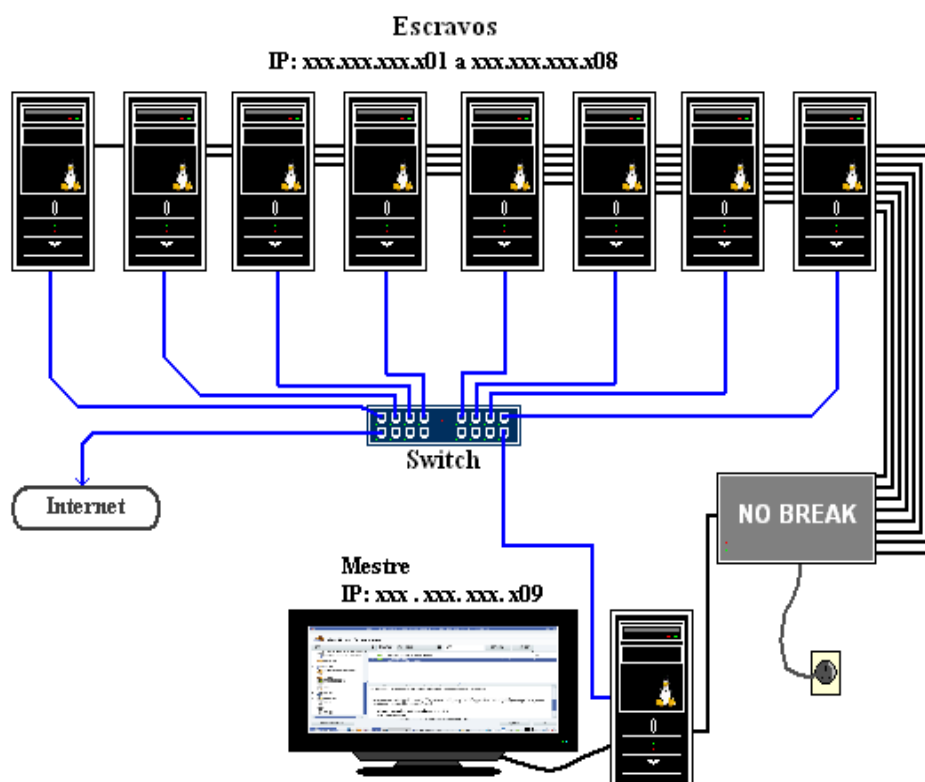 Escravos
IP: xxx.xxx.xxx.x01 a xxx.xxx.xxx.x08
Switch
Internet
NO BREAK
Mestre
IP: xxx . xxx. xxx. x09